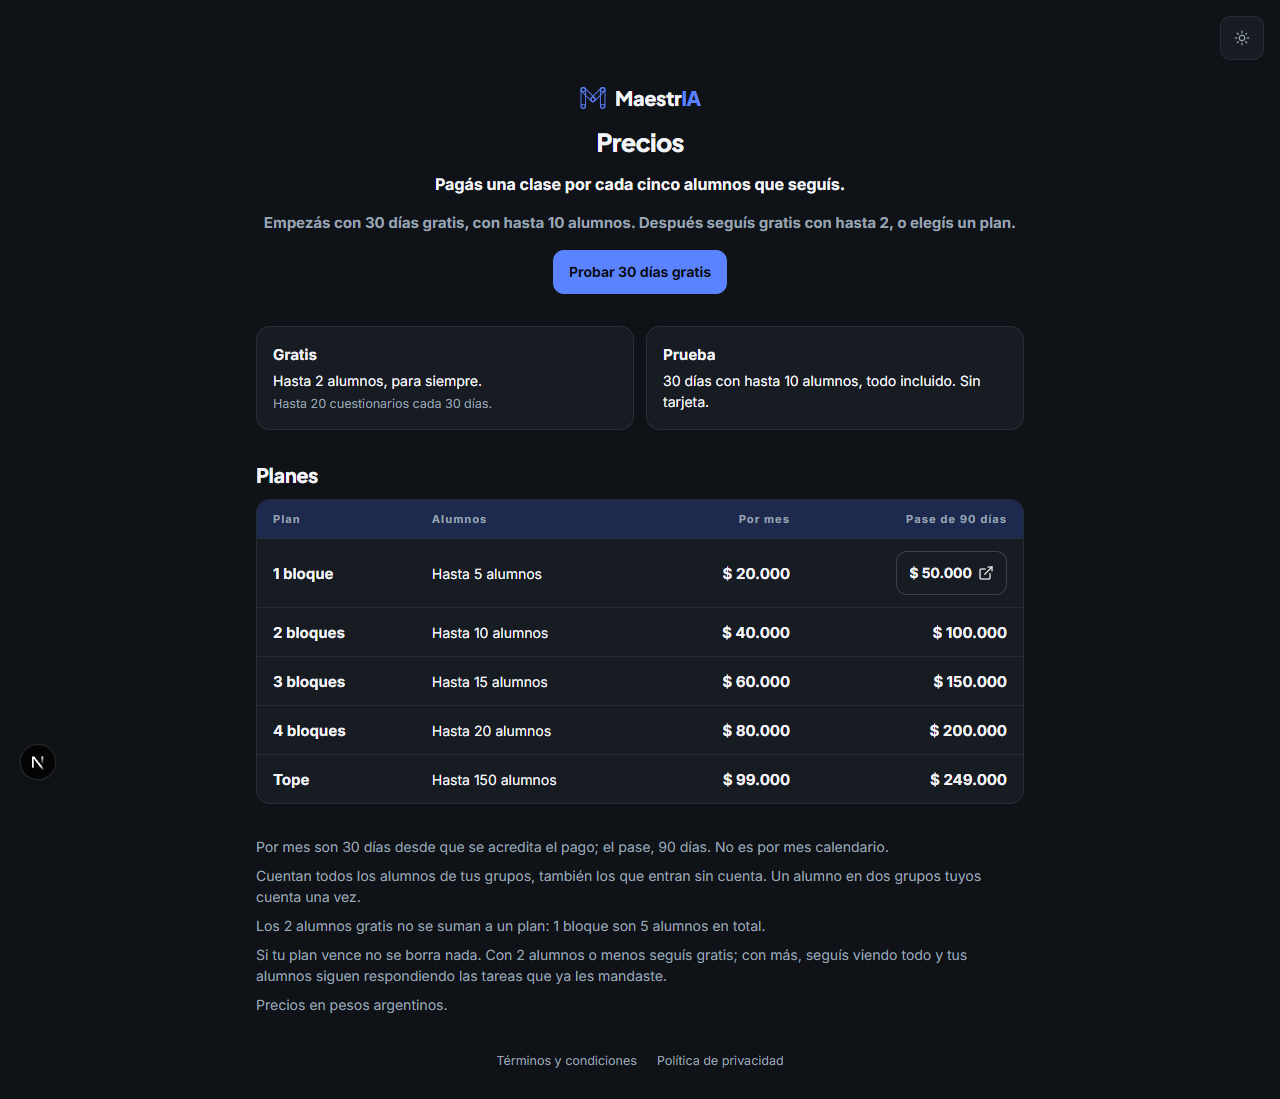 MaestrIA
Precios
Pagás una clase por cada cinco alumnos que seguís.
Empezás con 30 días gratis, con hasta 10 alumnos. Después seguís gratis con hasta 2, o elegís un plan.
Probar 30 días gratis
Gratis
Hasta 2 alumnos, para siempre.
Hasta 20 cuestionarios cada 30 días.
Prueba
30 días con hasta 10 alumnos, todo incluido. Sin
tarjeta.
Planes
Plan Alumnos Por mes Pase de 90 días
1 bloque Hasta 5 alumnos $ 20.000 $ 50.000
2 bloques Hasta 10 alumnos $ 40.000 $ 100.000
3 bloques Hasta 15 alumnos $ 60.000 $ 150.000
4 bloques Hasta 20 alumnos $ 80.000 $ 200.000
Tope Hasta 150 alumnos $ 99.000 $ 249.000
Por mes son 30 días desde que se acredita el pago; el pase, 90 días. No es por mes calendario.
Cuentan todos los alumnos de tus grupos, también los que entran sin cuenta. Un alumno en dos grupos tuyos
cuenta una vez.
Los 2 alumnos gratis no se suman a un plan: 1 bloque son 5 alumnos en total.
Si tu plan vence no se borra nada. Con 2 alumnos o menos seguís gratis; con más, seguís viendo todo y tus
alumnos siguen respondiendo las tareas que ya les mandaste.
Precios en pesos argentinos.
Términos y condiciones Política de privacidad
N